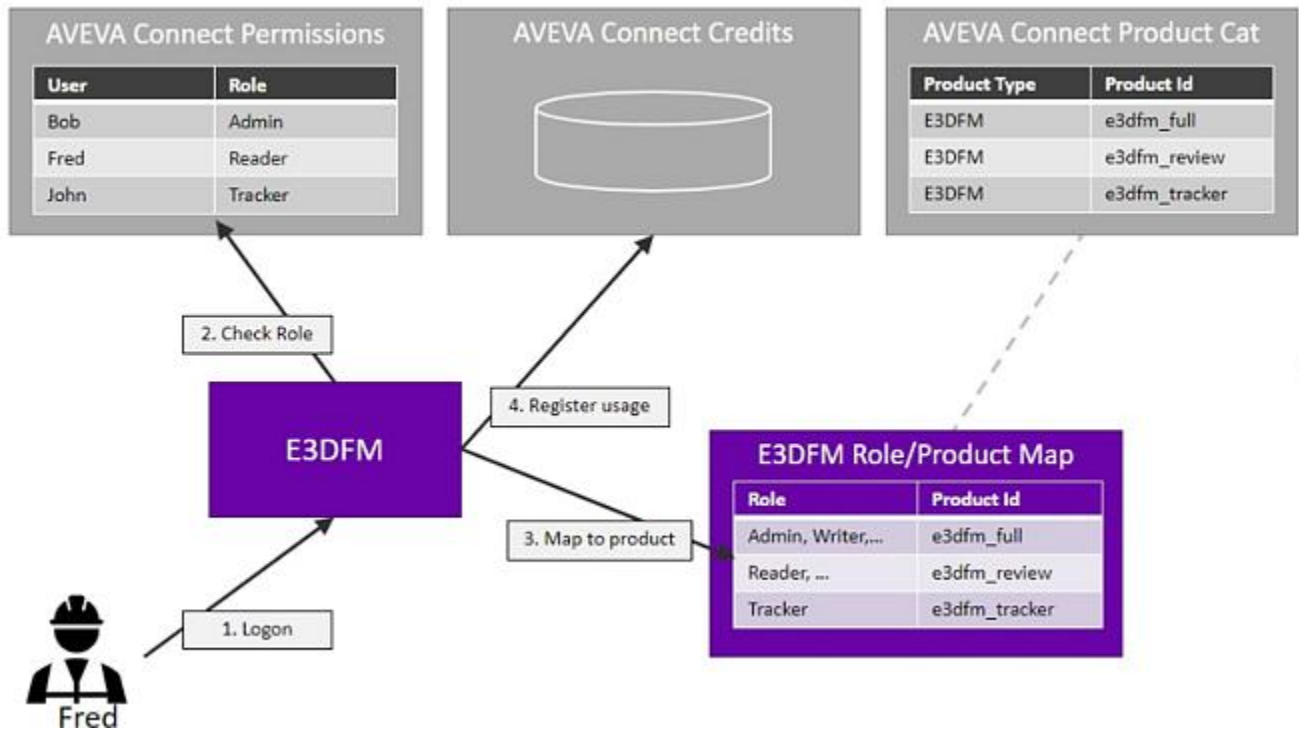 AVEVA Connect Permissions
User Role
Bob Admin
Fred Reader
John Tracker
AVEVA Connect Credits
AVEVA Connect Product Cat
Product Type Product Id
E3DFM e3dfm_full
E3DFM e3dfm_review
E3DFM e3dfm_tracker
2. Check Role
E3DFM
4. Register usage
3. Map to product
E3DFM Role/Product Map
Role Product Id
Admin, Writer,... e3dfm_full
Reader, ... e3dfm_review
Tracker e3dfm_tracker
1. Logon
Fred